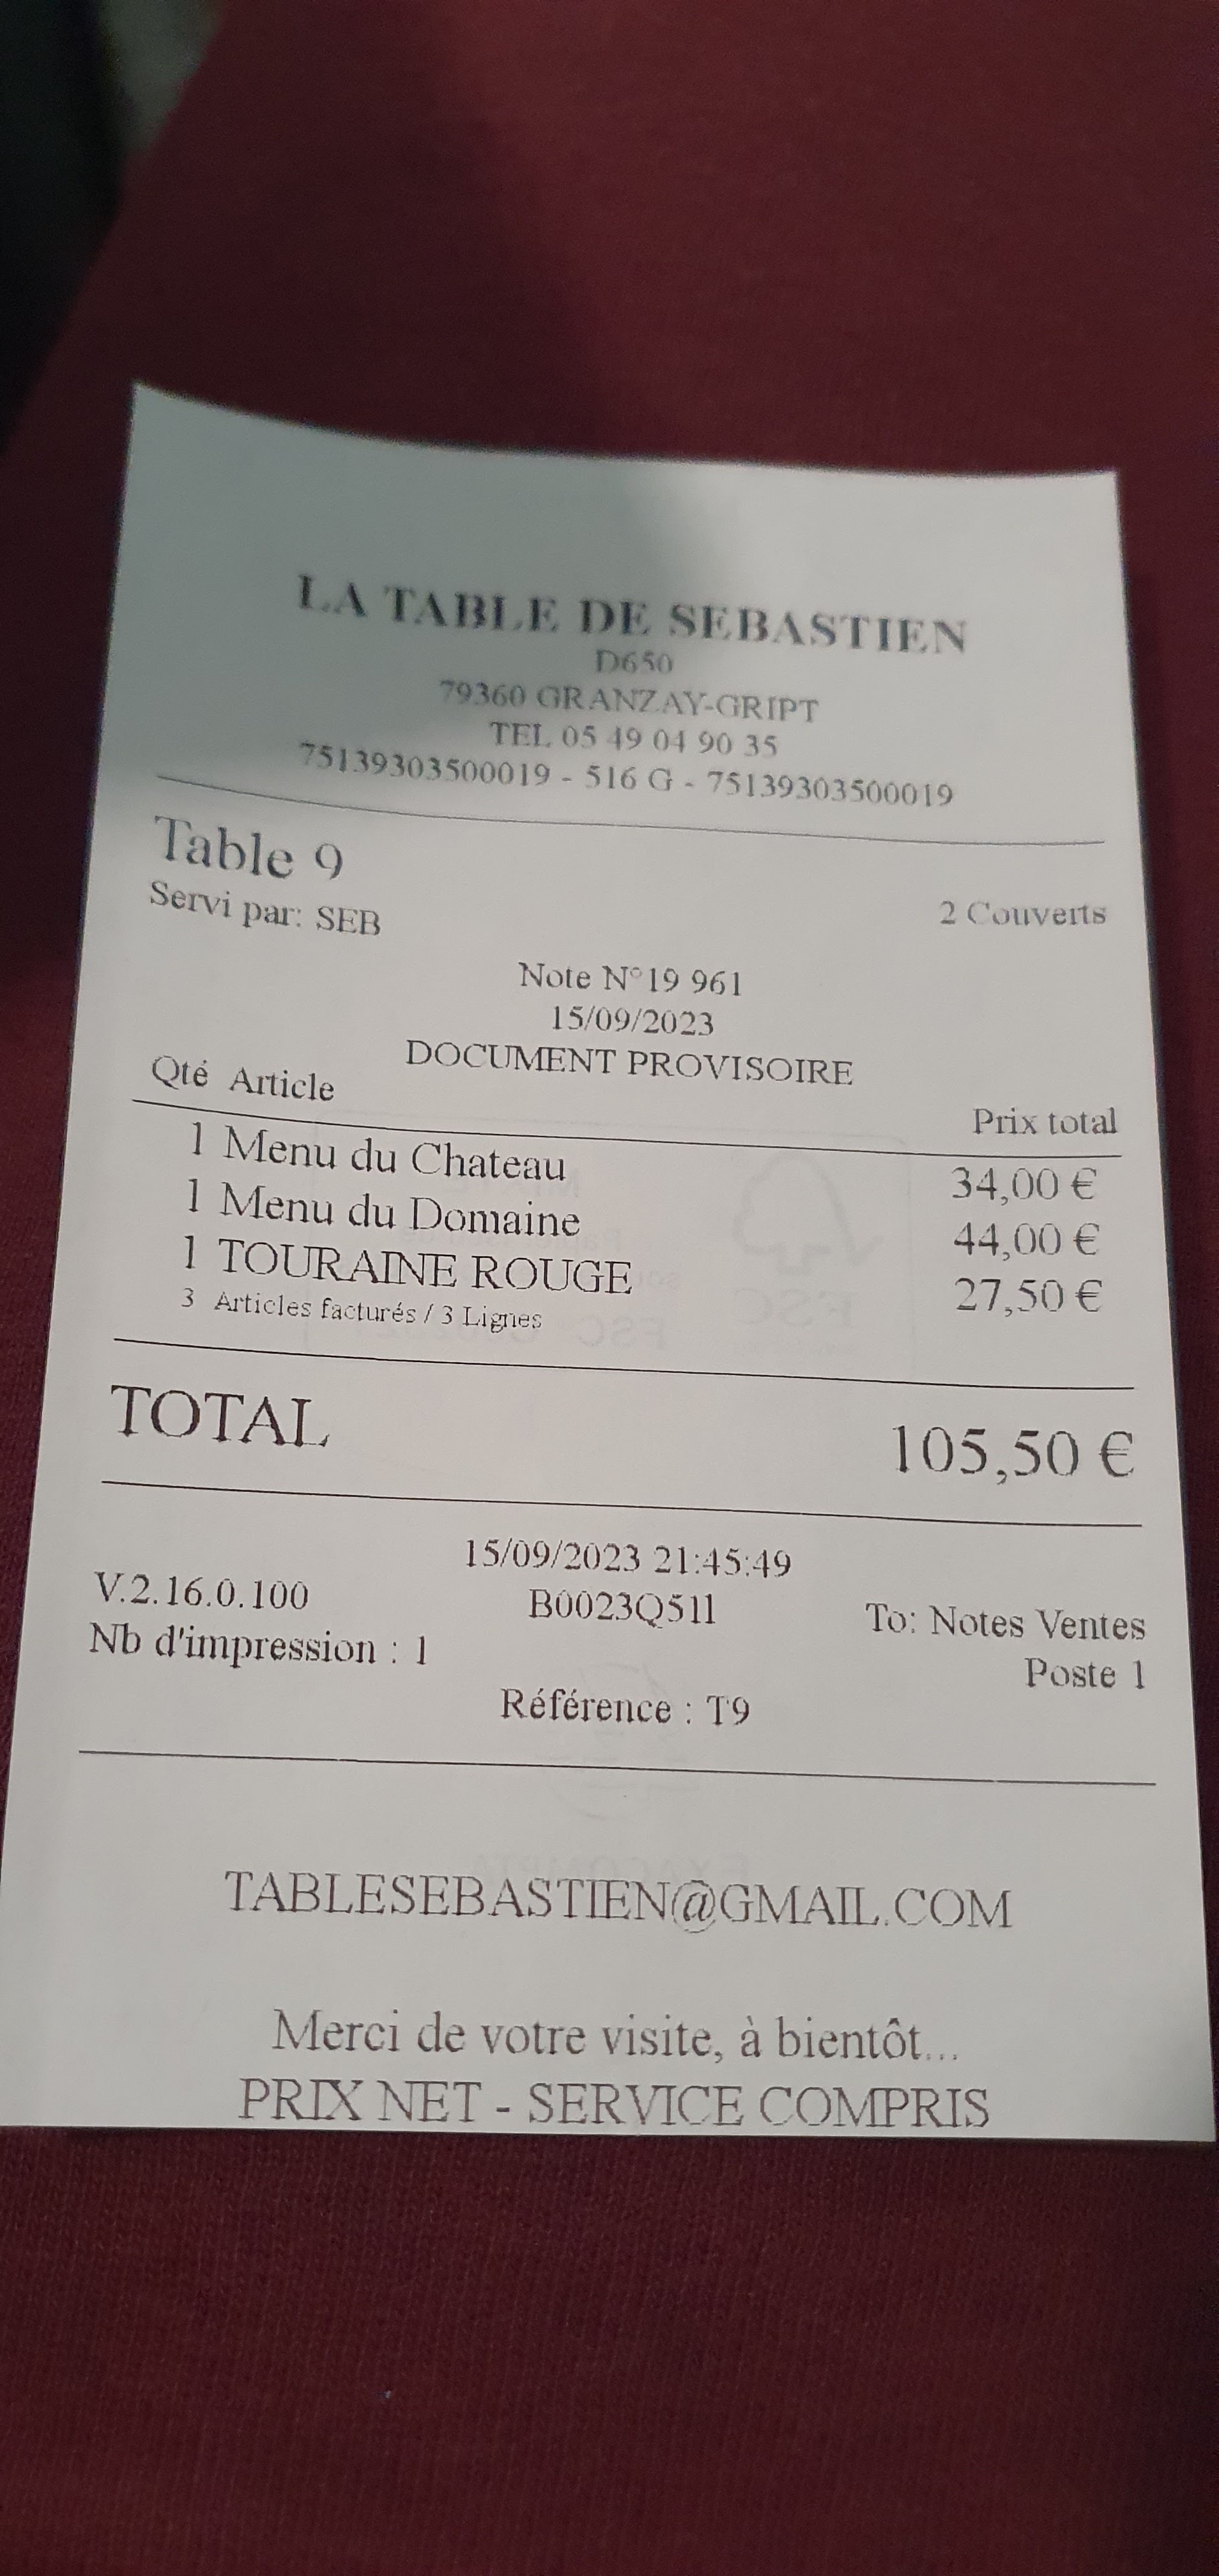 LA TABLE DE SEBASTIEN
D650
79360 GRANZAY-GRIPT
TEL 05 49 04 90 35
75139303500019 - 516 G - 75139303500019
Table 9
Servi par: SEB
2 Couverts
Note N°19 961
15/09/2023
DOCUMENT PROVISOIRE
Qté Article Prix total
1 Menu du Chateau 34,00 €
1 Menu du Domaine 44,00 €
1 TOURAINE ROUGE 27,50 €
3 Articles facturés / 3 Lignes
TOTAL 105,50 €
15/09/2023 21:45:49
V.2.16.0.100 B0023Q511 To: Notes Ventes
Nb d'impression : 1 Poste 1
Référence : T9
TABLESEBASTIEN@GMAIL.COM
Merci de votre visite, à bientôt...
PRIX NET - SERVICE COMPRIS